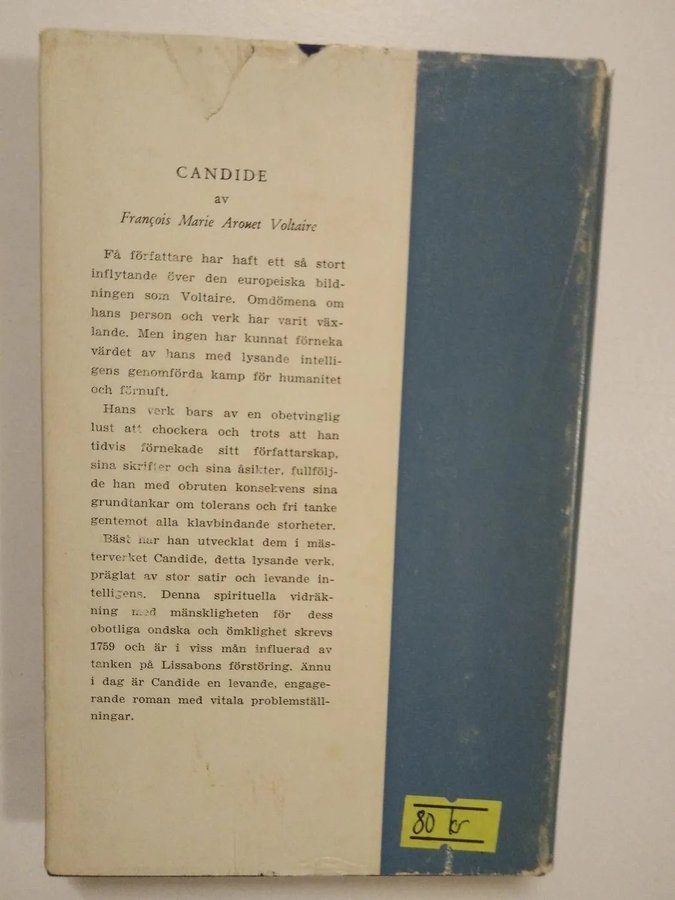 CANDIDE
av
François Marie Arouet Voltaire
Få författare har haft ett så stort
inflytande över den europeiska bild-
ningen som Voltaire. Omdömena om
hans person och verk har varit väx-
lande. Men ingen har kunnat förneka
värdet av hans med lysande intelli-
gens genomförda kamp för humanitet
och förnuft.
Hans verk bars av en obetvinglig
lust att chockera och trots att han
tidvis förnekade sitt författarskap,
sina skrifter och sina åsikter, fullfölj-
de han med obruten konsekvens sina
grundtankar om tolerans och fri tanke
gentemot alla klavbindande storheter.
Bäst har han utvecklat dem i mäs-
terverket Candide, detta lysande verk,
präglat av stor satir och levande in-
telligens. Denna spirituella vidräk-
ning med mänskligheten för dess
obotliga ondska och ömklighet skrevs
1759 och är i viss mån influerad av
tanken på Lissabons förstöring. Ännu
i dag är Candide en levande, engage-
rande roman med vitala problemställ-
ningar.
80 kr